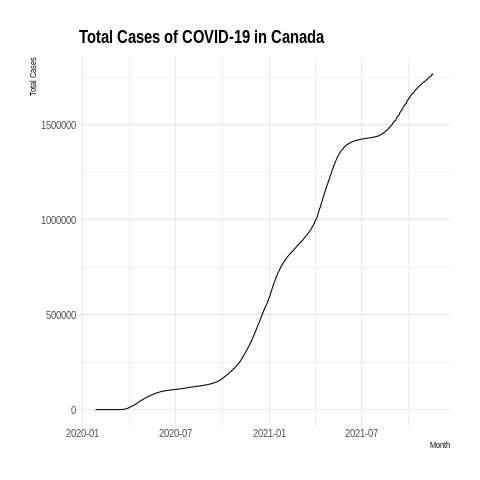 Total Cases of COVID-19 in Canada
Total Cases
1500000
1000000
500000
0
2020-01 2020-07 2021-01 2021-07
Month